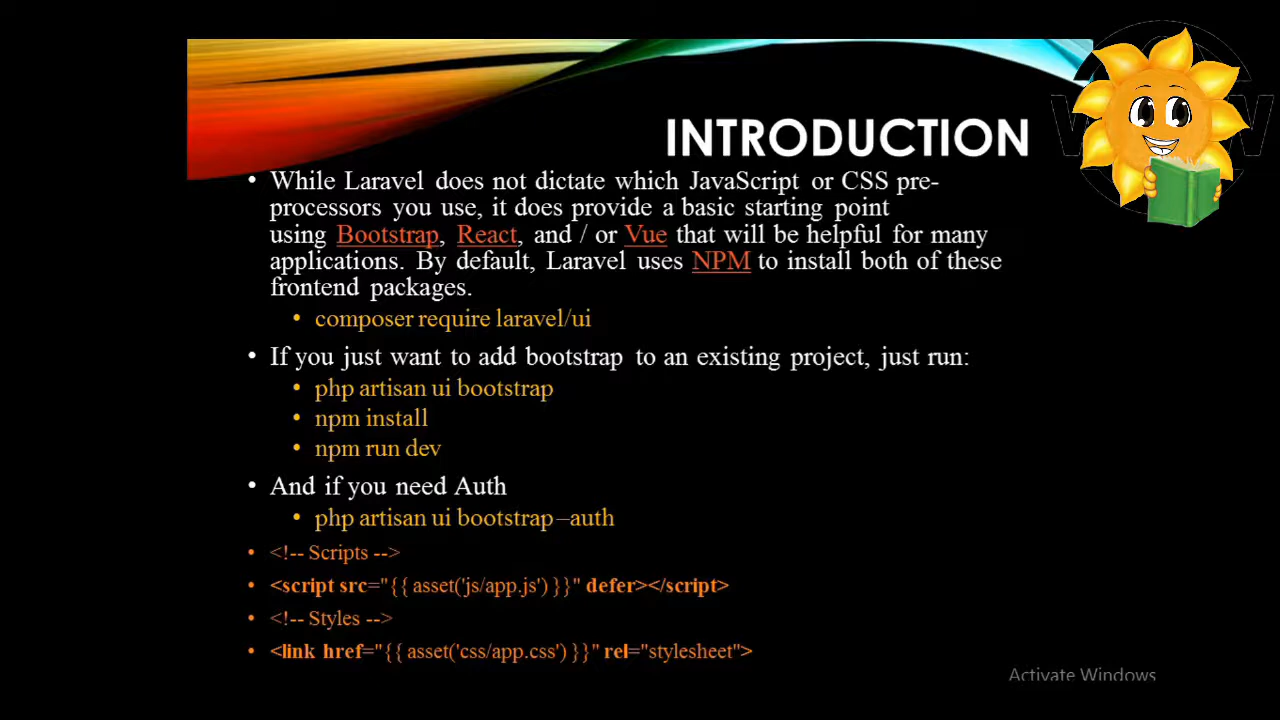 INTRODUCTION
• While Laravel does not dictate which JavaScript or CSS pre-
processors you use, it does provide a basic starting point
using Bootstrap, React, and / or Vue that will be helpful for many
applications. By default, Laravel uses NPM to install both of these
frontend packages.
• composer require laravel/ui
• If you just want to add bootstrap to an existing project, just run:
• php artisan ui bootstrap
• npm install
• npm run dev
• And if you need Auth
• php artisan ui bootstrap –auth
• <!-- Scripts -->
• <script src="{{ asset('js/app.js') }}" defer></script>
• <!-- Styles -->
• <link href="{{ asset('css/app.css') }}" rel="stylesheet">
Activate Windows